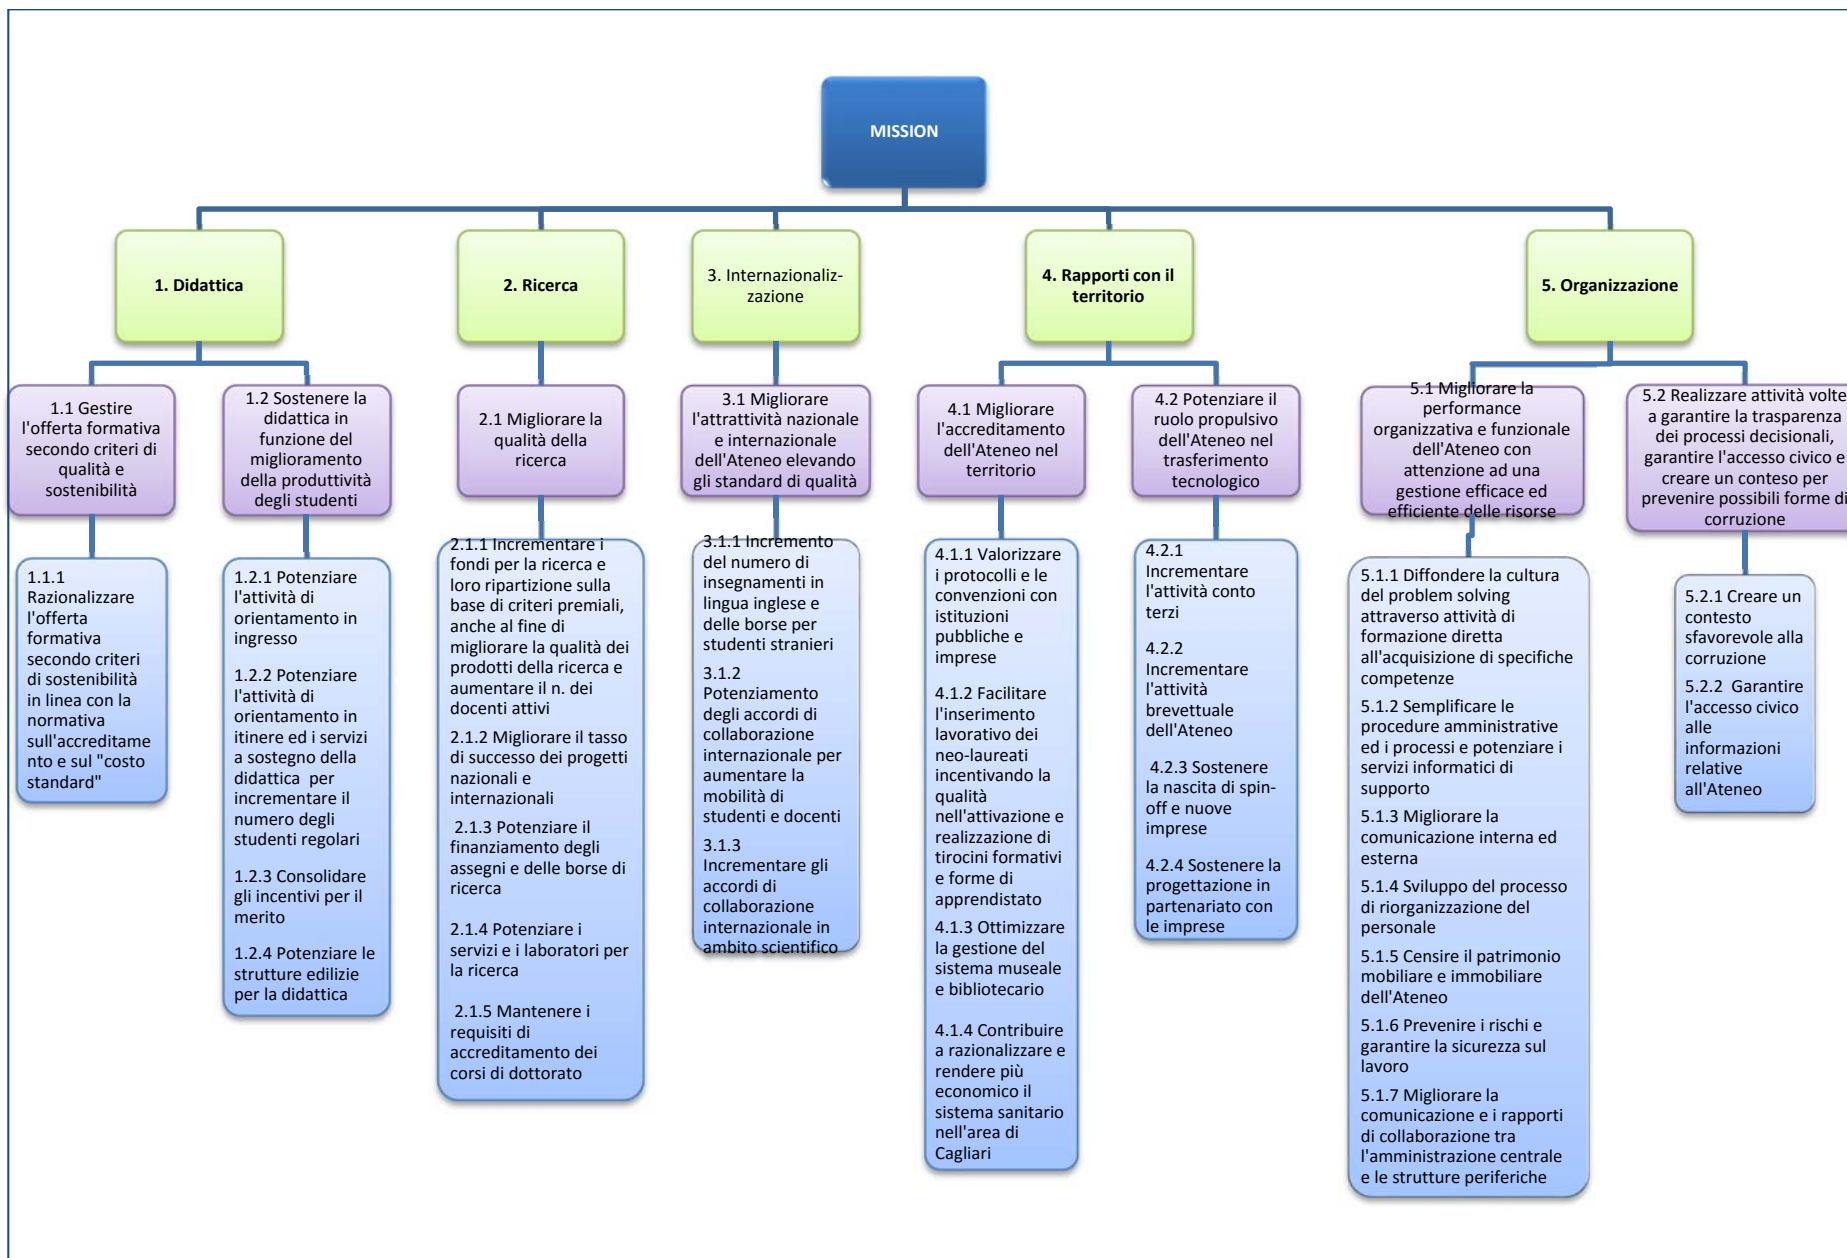 MISSION
1. Didattica
2. Ricerca
3. Internazionaliz-
zazione
4. Rapporti con il
territorio
5. Organizzazione
1.1 Gestire
l'offerta formativa
secondo criteri di
qualità e
sostenibilità
1.2 Sostenere la
didattica in
funzione del
miglioramento
della produttività
degli studenti
2.1 Migliorare la
qualità della
ricerca
3.1 Migliorare
l'attrattività nazionale
e internazionale
dell'Ateneo elevando
gli standard di qualità
4.1 Migliorare
l'accreditamento
dell'Ateneo nel
territorio
4.2 Potenziare il
ruolo propulsivo
dell'Ateneo nel
trasferimento
tecnologico
5.1 Migliorare la
performance
organizzativa e funzionale
dell'Ateneo con
attenzione ad una
gestione efficace ed
efficiente delle risorse
5.2 Realizzare attività volte
a garantire la trasparenza
dei processi decisionali,
garantire l'accesso civico e
creare un conteso per
prevenire possibili forme di
corruzione
1.1.1
Razionalizzare
l'offerta
formativa
secondo criteri
di sostenibilità
in linea con la
normativa
sull'accreditame
nto e sul "costo
standard"
1.2.1 Potenziare
l'attività di
orientamento in
ingresso
1.2.2 Potenziare
l'attività di
orientamento in
itinere ed i servizi
a sostegno della
didattica  per
incrementare il
numero degli
studenti regolari
1.2.3 Consolidare
gli incentivi per il
merito
1.2.4 Potenziare le
strutture edilizie
per la didattica
2.1.1 Incrementare i
fondi per la ricerca e
loro ripartizione sulla
base di criteri premiali,
anche al fine di
migliorare la qualità dei
prodotti della ricerca e
aumentare il n. dei
docenti attivi
2.1.2 Migliorare il tasso
di successo dei progetti
nazionali e
internazionali
2.1.3 Potenziare il
finanziamento degli
assegni e delle borse di
ricerca
2.1.4 Potenziare i
servizi e i laboratori per
la ricerca
2.1.5 Mantenere i
requisiti di
accreditamento dei
corsi di dottorato
3.1.1 Incremento
del numero di
insegnamenti in
lingua inglese e
delle borse per
studenti stranieri
3.1.2
Potenziamento
degli accordi di
collaborazione
internazionale per
aumentare la
mobilità di
studenti e docenti
3.1.3
Incrementare gli
accordi di
collaborazione
internazionale in
ambito scientifico
4.1.1 Valorizzare
i protocolli e le
convenzioni con
istituzioni
pubbliche e
imprese
4.1.2 Facilitare
l'inserimento
lavorativo dei
neo-laureati
incentivando la
qualità
nell'attivazione e
realizzazione di
tirocini formativi
e forme di
apprendistato
4.1.3 Ottimizzare
la gestione del
sistema museale
e bibliotecario
4.1.4 Contribuire
a razionalizzare e
rendere più
economico il
sistema sanitario
nell'area di
Cagliari
4.2.1
Incrementare
l'attività conto
terzi
4.2.2
Incrementare
l'attività
brevettuale
dell'Ateneo
4.2.3 Sostenere
la nascita di spin-
off e nuove
imprese
4.2.4 Sostenere la
progettazione in
partenariato con
le imprese
5.1.1 Diffondere la cultura
del problem solving
attraverso attività di
formazione diretta
all'acquisizione di specifiche
competenze
5.1.2 Semplificare le
procedure amministrative
ed i processi e potenziare i
servizi informatici di
supporto
5.1.3 Migliorare la
comunicazione interna ed
esterna
5.1.4 Sviluppo del processo
di riorganizzazione del
personale
5.1.5 Censire il patrimonio
mobiliare e immobiliare
dell'Ateneo
5.1.6 Prevenire i rischi e
garantire la sicurezza sul
lavoro
5.1.7 Migliorare la
comunicazione e i rapporti
di collaborazione tra
l'amministrazione centrale
e le strutture periferiche
5.2.1 Creare un
contesto
sfavorevole alla
corruzione
5.2.2  Garantire
l'accesso civico
alle
informazioni
relative
all'Ateneo